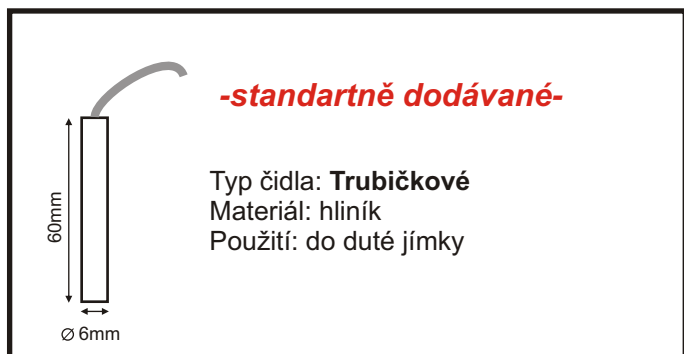 -standartně dodávané-
Typ čidla: Trubičkové
Materiál: hliník
Použití: do duté jímky
60mm
∅ 6mm